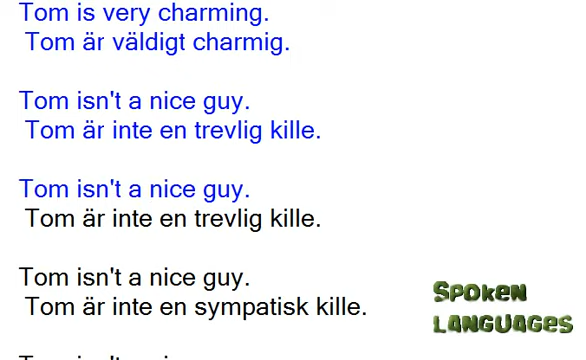 Tom is very charming.
Tom är väldigt charmig.
Tom isn't a nice guy.
Tom är inte en trevlig kille.
Tom isn't a nice guy.
Tom är inte en trevlig kille.
Tom isn't a nice guy.
Tom är inte en sympatisk kille.
Spoken
Languages